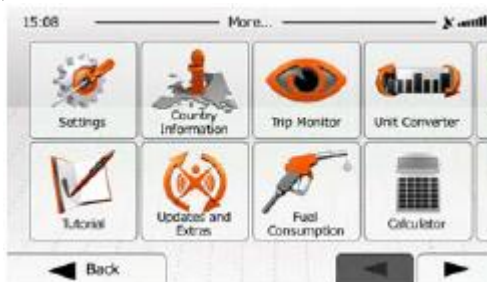 15:08
More...
Settings
Country
Information
Trip Monitor
Unit Converter
Tutorial
Updates and
Extras
Fuel
Consumption
Calculator
Back